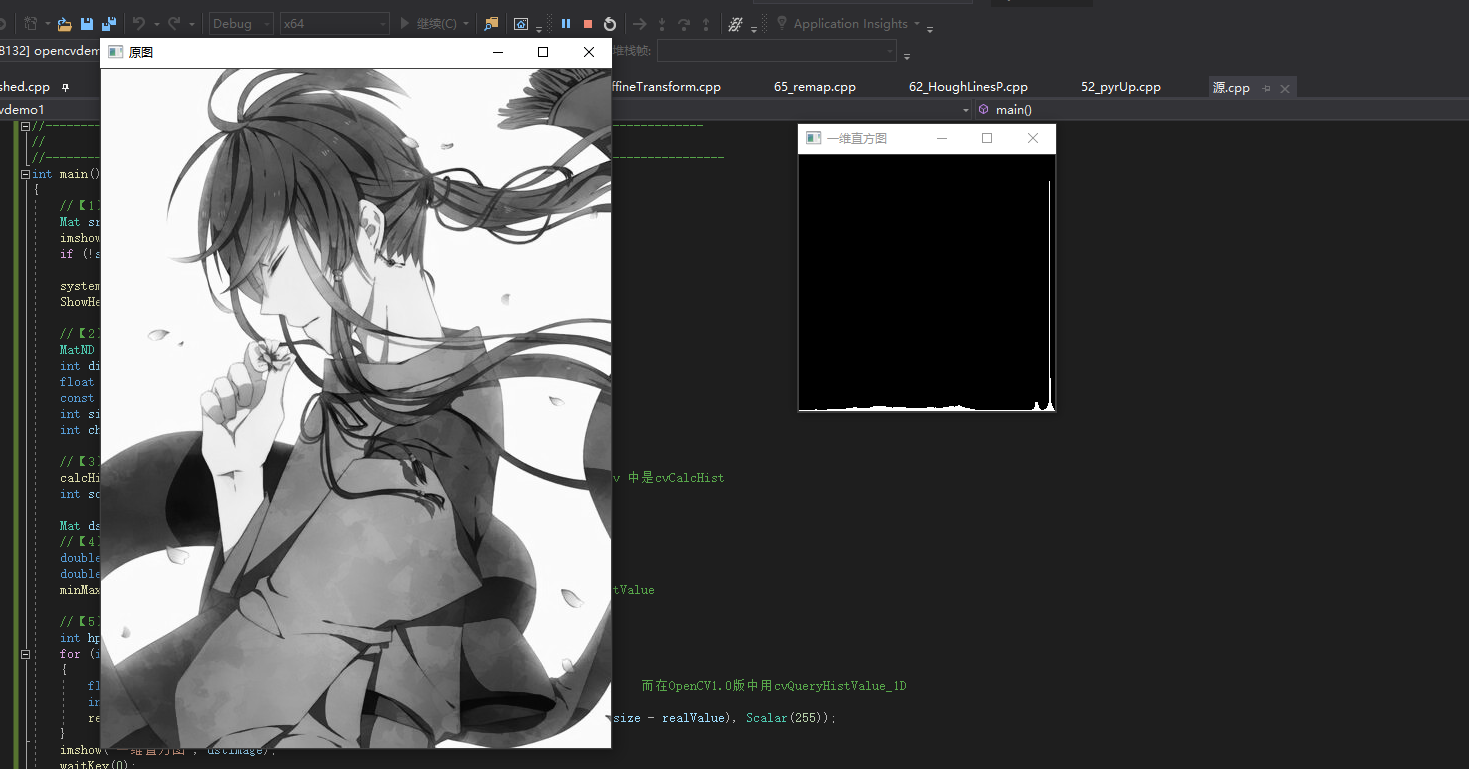 Debug x64 继续(C) Application Insights
8132] opencvdem 堆栈帧:
原图
shed.cpp ffineTransform.cpp 65_remap.cpp 62_HoughLinesP.cpp 52_pyrUp.cpp 源.cpp
vdemo1 main()
一维直方图
//----------
//
//----------
int main()
{
//【1
Mat sr
imshow
if (!s
system
ShowHe
//【2
MatND
int di
float
const
int si
int ch
//【3
calcHi v 中是cvCalcHist
int sc
Mat ds
//【4
double
double
minMax tValue
//【5
int hp
for (i
{
fl 而在OpenCV1.0版中用cvQueryHistValue_1D
in
re size - realValue), Scalar(255));
}
imshow("一维直方图", dstImage);
waitKey(0);